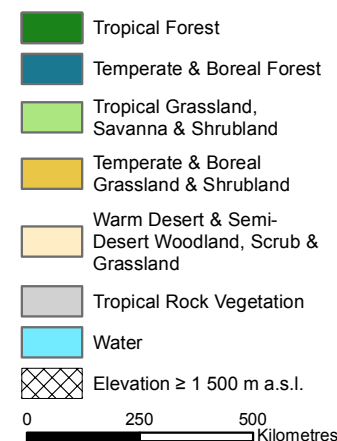 Tropical Forest
Temperate & Boreal Forest
Tropical Grassland,
Savanna & Shrubland
Temperate & Boreal
Grassland & Shrubland
Warm Desert & Semi-
Desert Woodland, Scrub &
Grassland
Tropical Rock Vegetation
Water
Elevation ≥ 1 500 m a.s.l.
0 250 500
Kilometres